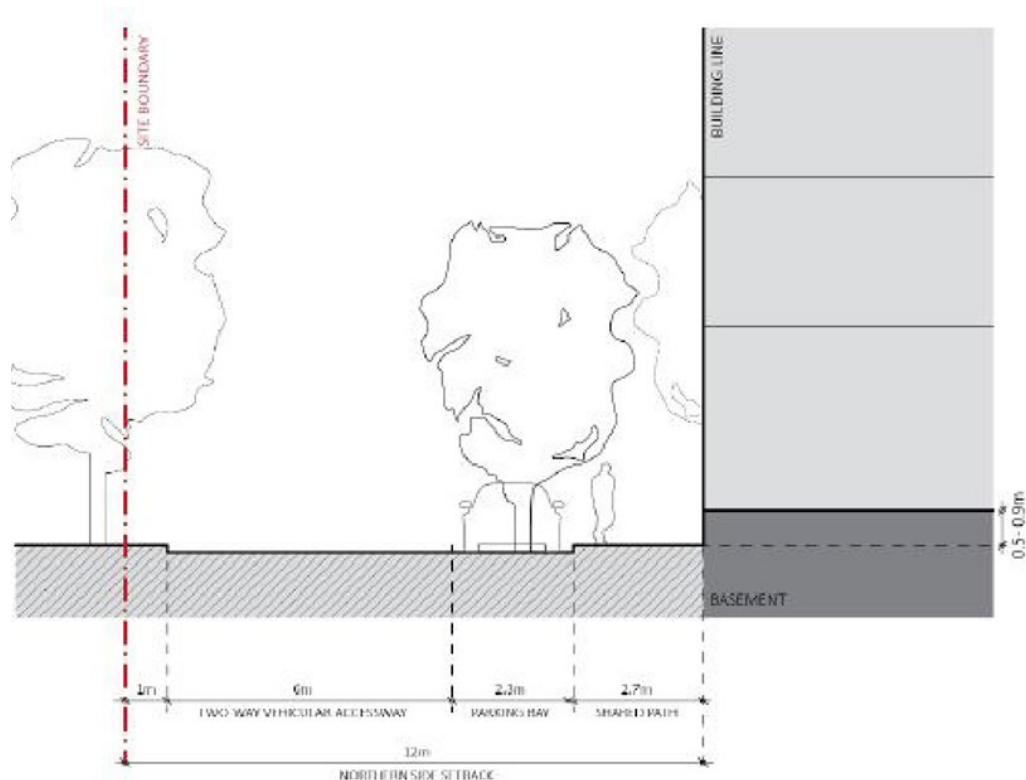 SITE BOUNDARY
BUILDING LINE
0.5 - 0.9m
BASEMENT
1m
6m
2.3m
2.7m
TWO-WAY VEHICULAR ACCESSWAY
PARKING BAY
SHARED PATH
12m
NORTHERN SIDE SETBACK